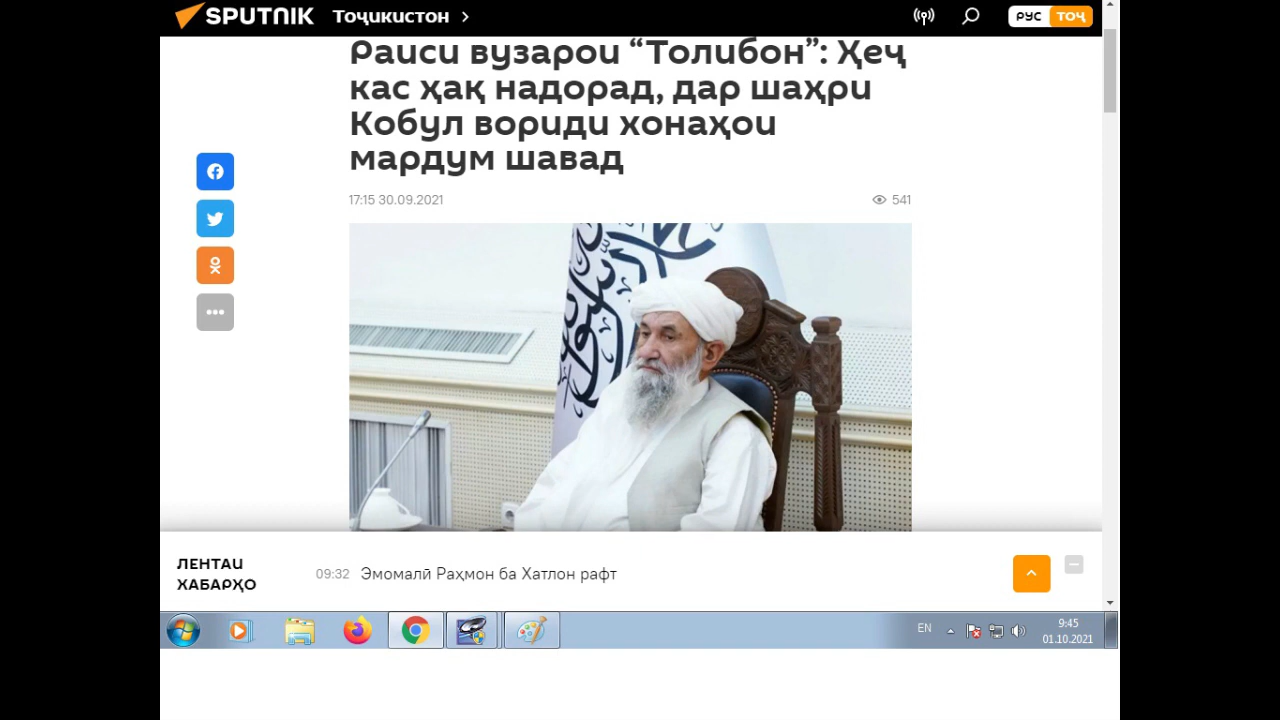 SPUTNIK Тоҷикистон
РУС ТОҶ
Раиси вузарои “Толибон”: Ҳеҷ
кас ҳақ надорад, дар шаҳри
Кобул вориди хонаҳои
мардум шавад
17:15 30.09.2021
541
ЛЕНТАИ
ХАБАРҲО
09:32 Эмомалӣ Раҳмон ба Хатлон рафт
EN
9:45
01.10.2021